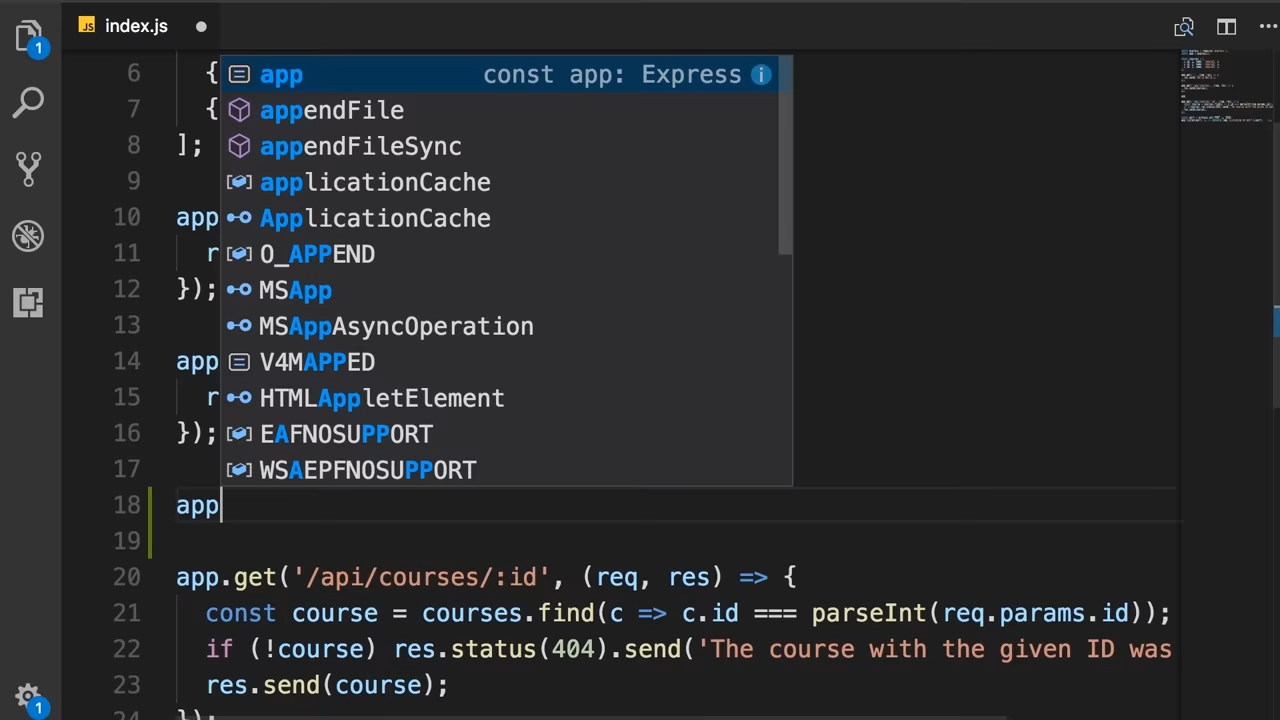 JS index.js
1
6 {
7 {
8 ];
9
10 app
11 r
12 });
13
14 app
15 r
16 });
17
18 app
19
20 app.get('/api/courses/:id', (req, res) => {
21 const course = courses.find(c => c.id === parseInt(req.params.id));
22 if (!course) res.status(404).send('The course with the given ID was
23 res.send(course);
24 });
app const app: Express
appendFile
appendFileSync
applicationCache
ApplicationCache
O_APPEND
MSApp
MSAppAsyncOperation
V4MAPPED
HTMLAppletElement
EAFNOSUPPORT
WSAEPFNOSUPPORT
1